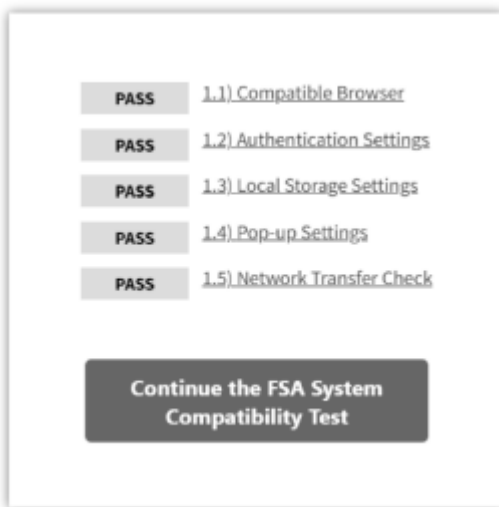 PASS 1.1) Compatible Browser
PASS 1.2) Authentication Settings
PASS 1.3) Local Storage Settings
PASS 1.4) Pop-up Settings
PASS 1.5) Network Transfer Check
Continue the FSA System
Compatibility Test